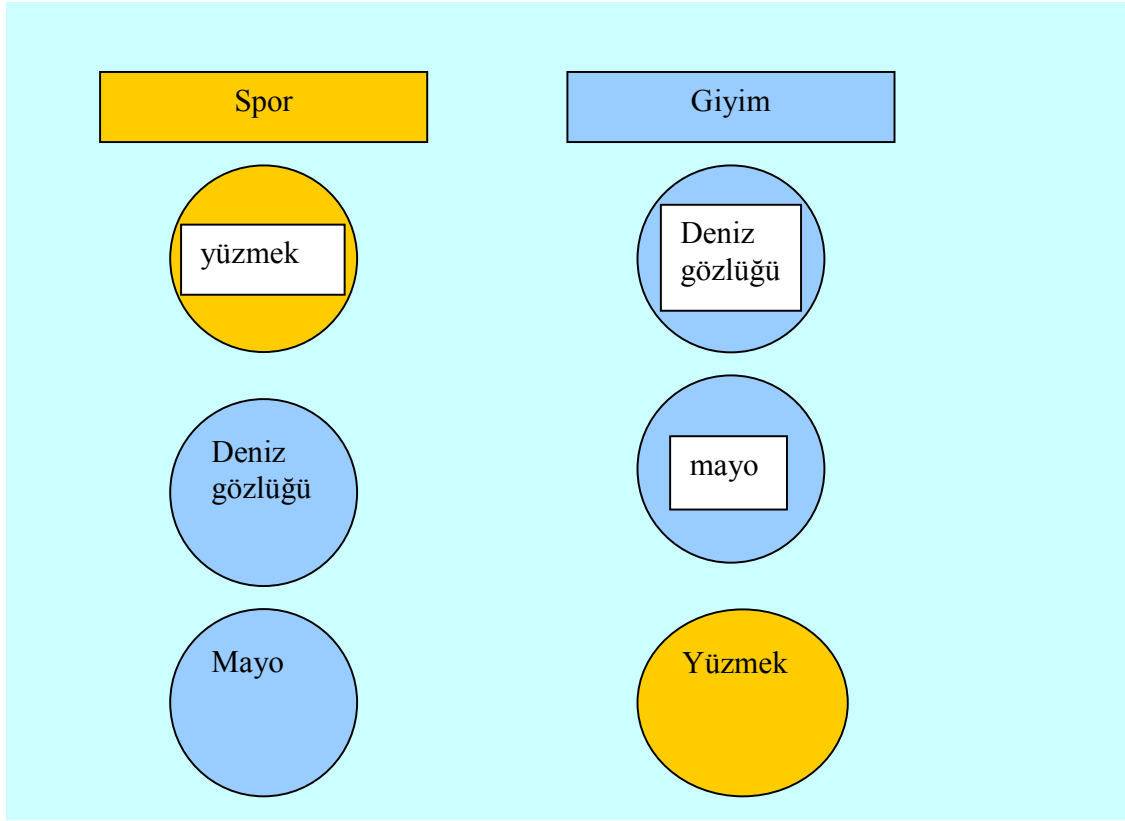 Spor
yüzmek
Deniz
gözlüğü
Mayo
Giyim
Deniz
gözlüğü
mayo
Yüzmek